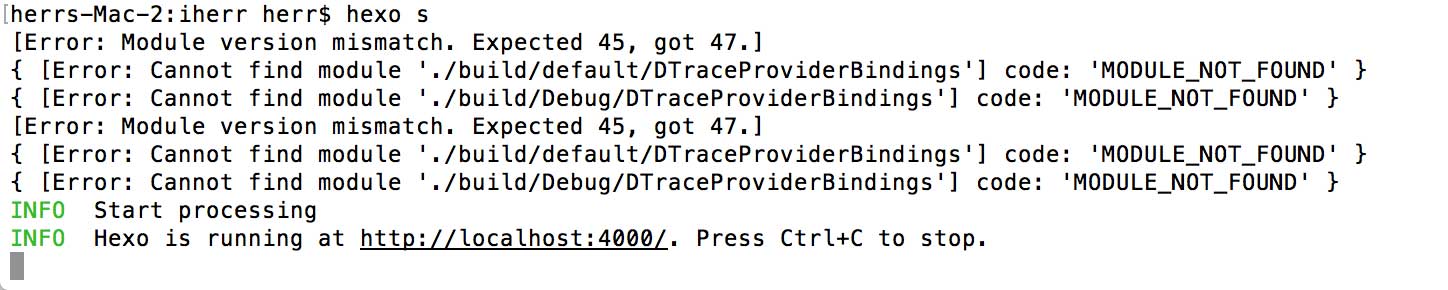 [herrs-Mac-2:iherr herr$ hexo s
[Error: Module version mismatch. Expected 45, got 47.]
{ [Error: Cannot find module './build/default/DTraceProviderBindings'] code: 'MODULE_NOT_FOUND' }
{ [Error: Cannot find module './build/Debug/DTraceProviderBindings'] code: 'MODULE_NOT_FOUND' }
[Error: Module version mismatch. Expected 45, got 47.]
{ [Error: Cannot find module './build/default/DTraceProviderBindings'] code: 'MODULE_NOT_FOUND' }
{ [Error: Cannot find module './build/Debug/DTraceProviderBindings'] code: 'MODULE_NOT_FOUND' }
INFO  Start processing
INFO  Hexo is running at http://localhost:4000/. Press Ctrl+C to stop.